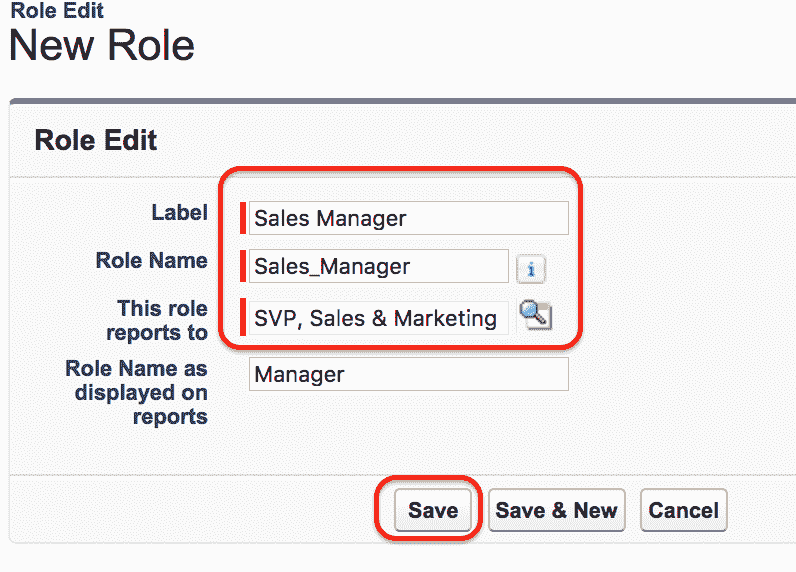 Role Edit
New Role
Role Edit
Label
Sales Manager
Role Name
Sales_Manager
i
This role
reports to
SVP, Sales & Marketing
Role Name as
displayed on
reports
Manager
Save
Save & New
Cancel